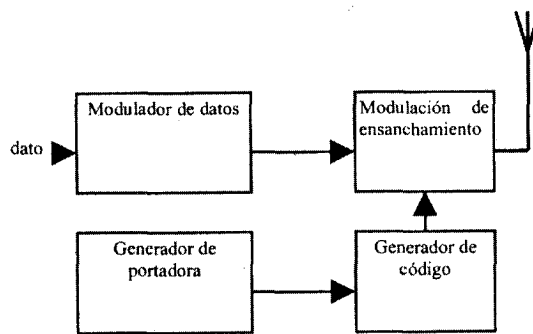 Modulador de datos
Modulación de
ensanchamiento
dato
Generador de
portadora
Generador de
código